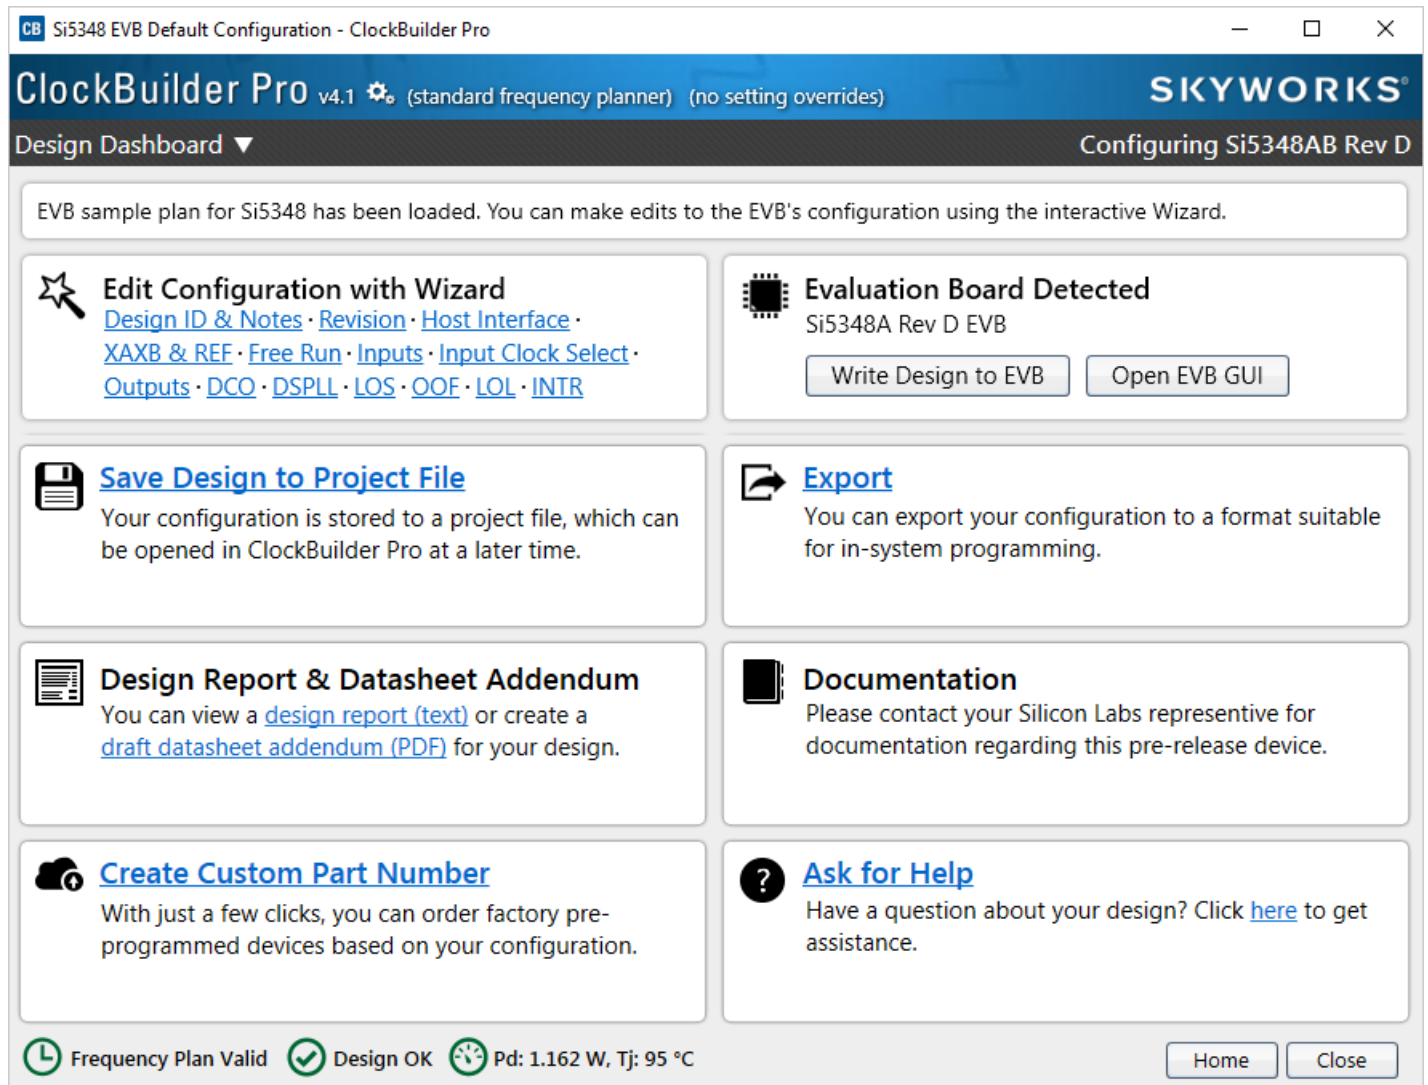 CB Si5348 EVB Default Configuration - ClockBuilder Pro
ClockBuilder Pro v4.1 (standard frequency planner) (no setting overrides)
SKYWORKS®
Design Dashboard ▼
Configuring Si5348AB Rev D
EVB sample plan for Si5348 has been loaded. You can make edits to the EVB's configuration using the interactive Wizard.
Edit Configuration with Wizard
Design ID & Notes · Revision · Host Interface ·
XAXB & REF · Free Run · Inputs · Input Clock Select ·
Outputs · DCO · DSPLL · LOS · OOF · LOL · INTR
Evaluation Board Detected
Si5348A Rev D EVB
Write Design to EVB
Open EVB GUI
Save Design to Project File
Your configuration is stored to a project file, which can
be opened in ClockBuilder Pro at a later time.
Export
You can export your configuration to a format suitable
for in-system programming.
Design Report & Datasheet Addendum
You can view a design report (text) or create a
draft datasheet addendum (PDF) for your design.
Documentation
Please contact your Silicon Labs representive for
documentation regarding this pre-release device.
Create Custom Part Number
With just a few clicks, you can order factory pre-
programmed devices based on your configuration.
? Ask for Help
Have a question about your design? Click here to get
assistance.
Frequency Plan Valid
Design OK
Pd: 1.162 W, Tj: 95 °C
Home
Close